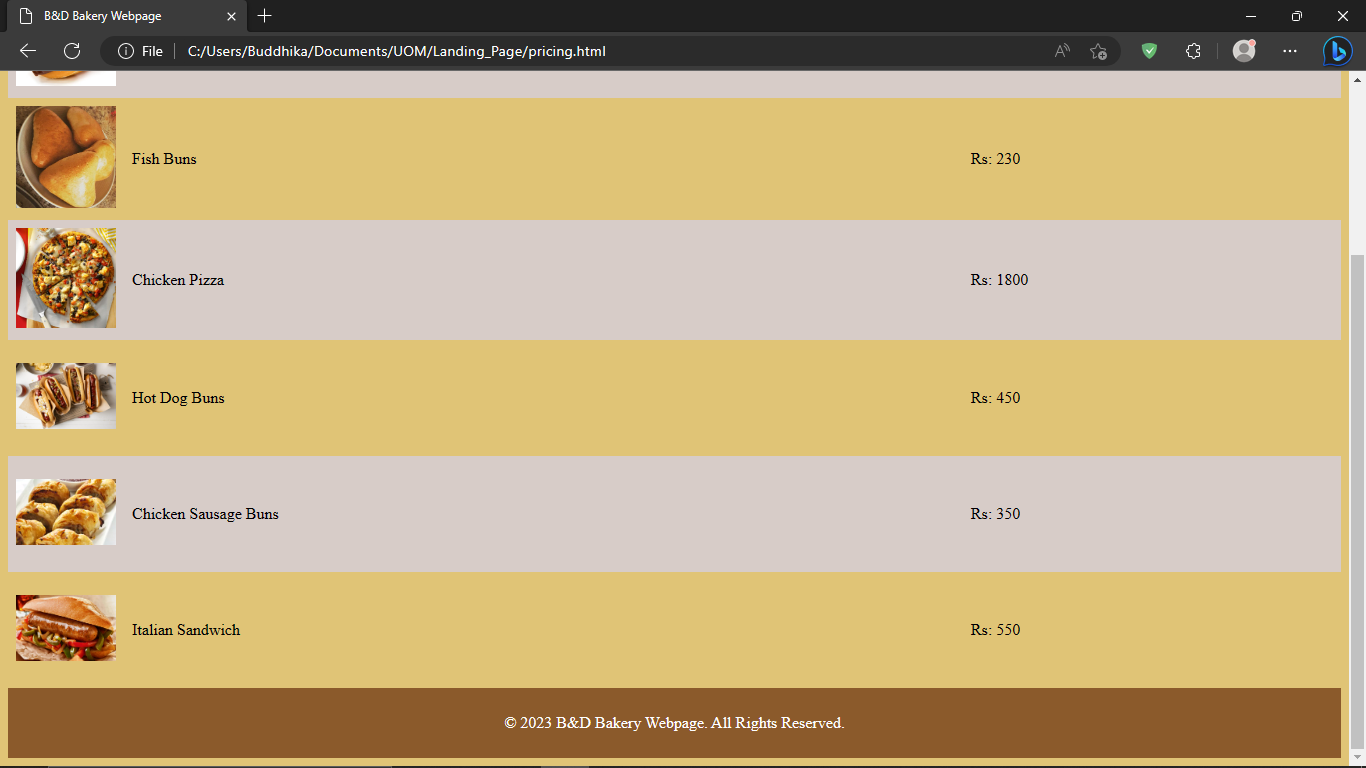 B&D Bakery Webpage
File
C:/Users/Buddhika/Documents/UOM/Landing_Page/pricing.html
Fish Buns Rs: 230
Chicken Pizza Rs: 1800
Hot Dog Buns Rs: 450
Chicken Sausage Buns Rs: 350
Italian Sandwich Rs: 550
© 2023 B&D Bakery Webpage. All Rights Reserved.